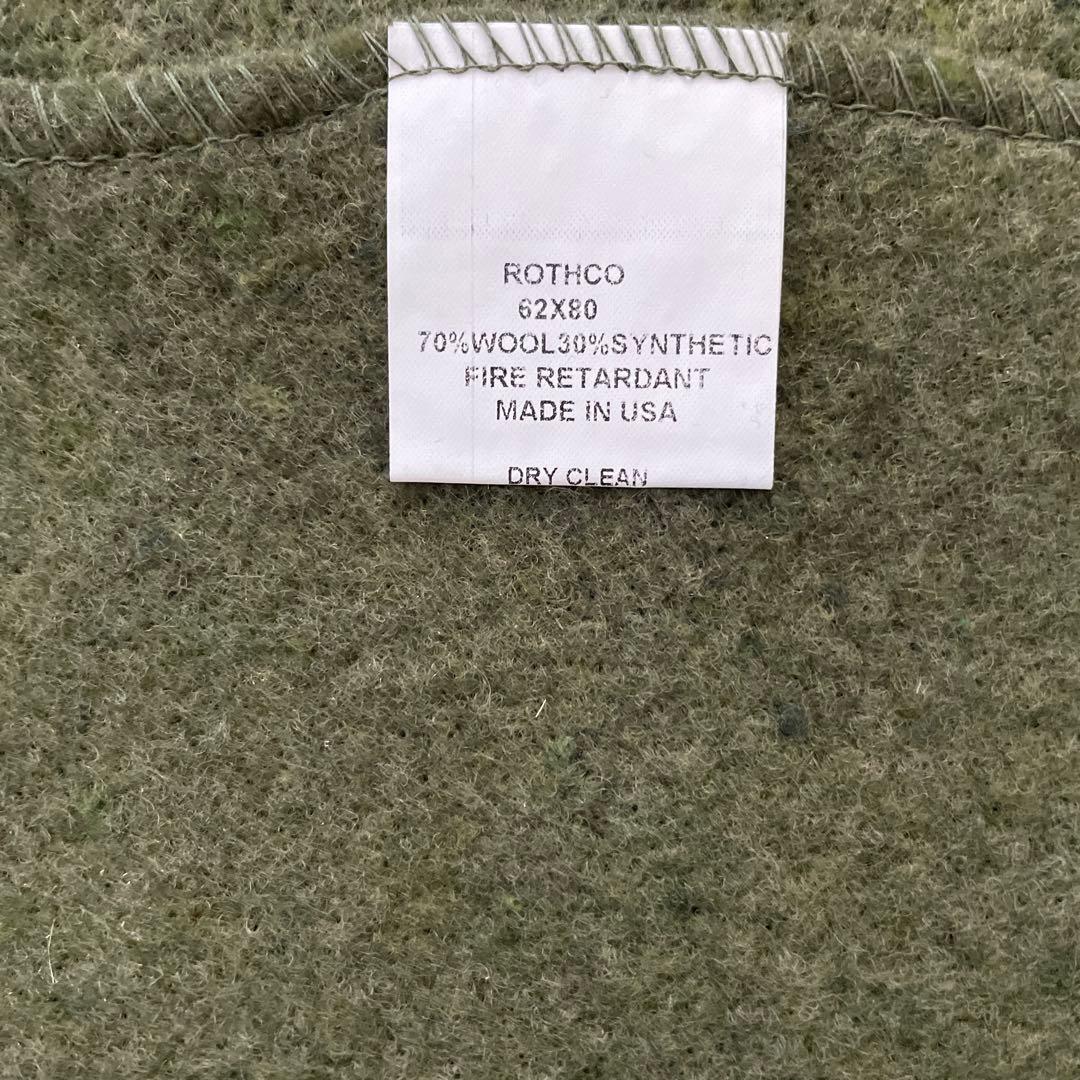 ROTHCO
62X80
70%WOOL30%SYNTHETIC
FIRE RETARDANT
MADE IN USA
DRY CLEAN